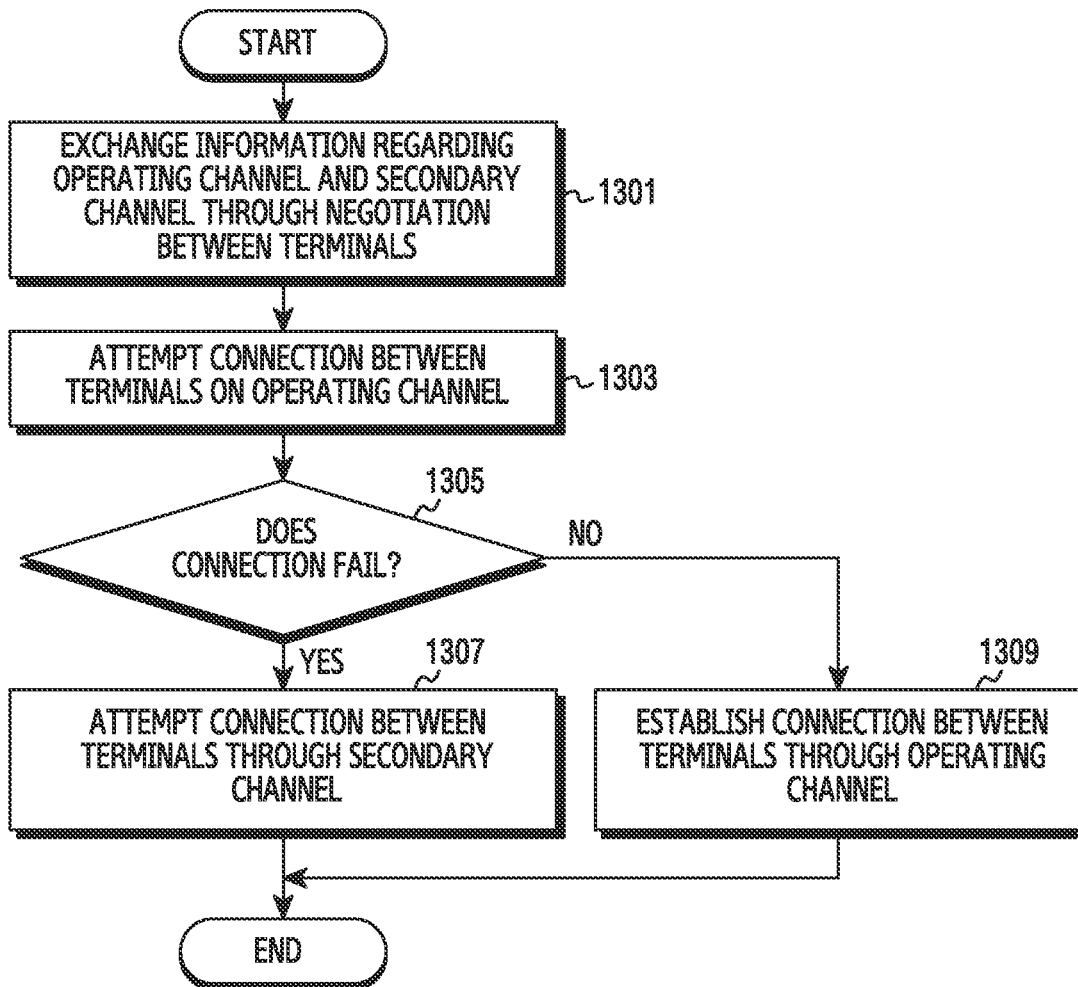 START
EXCHANGE INFORMATION REGARDING
OPERATING CHANNEL AND SECONDARY
CHANNEL THROUGH NEGOTIATION
BETWEEN TERMINALS
1301
ATTEMPT CONNECTION BETWEEN
TERMINALS ON OPERATING CHANNEL
1303
1305
DOES
CONNECTION FAIL?
NO
YES
1307
ATTEMPT CONNECTION BETWEEN
TERMINALS THROUGH SECONDARY
CHANNEL
1309
ESTABLISH CONNECTION BETWEEN
TERMINALS THROUGH OPERATING
CHANNEL
END